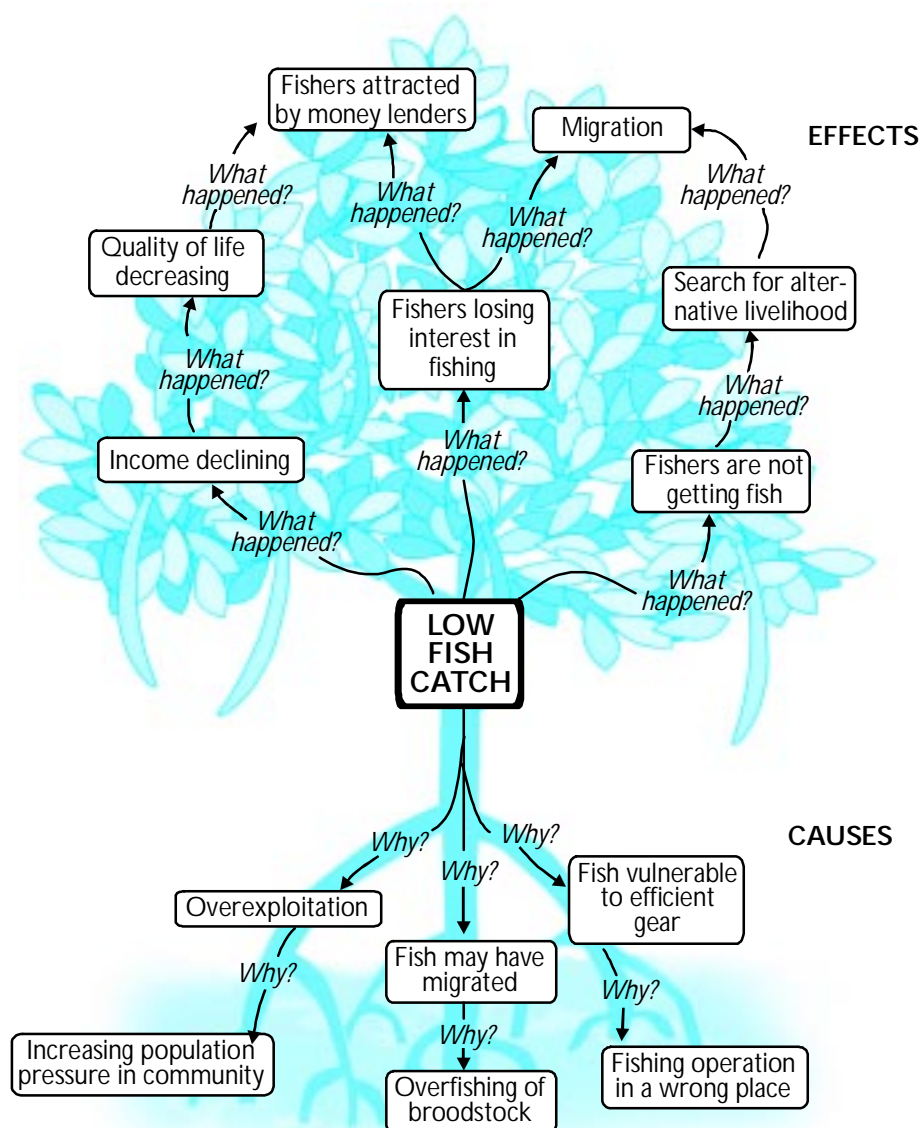 Fishers attracted
by money lenders
Migration
EFFECTS
What
happened?
What
happened?
What
happened?
What
happened?
Quality of life
decreasing
Search for alter-
native livelihood
Fishers losing
interest in
fishing
What
happened?
What
happened?
What
happened?
Income declining
Fishers are not
getting fish
What
happened?
What
happened?
LOW
FISH
CATCH
CAUSES
Why?
Why?
Why?
Overexploitation
Fish vulnerable
to efficient
gear
Fish may have
migrated
Why?
Why?
Why?
Increasing population
pressure in community
Overfishing of
broodstock
Fishing operation
in a wrong place